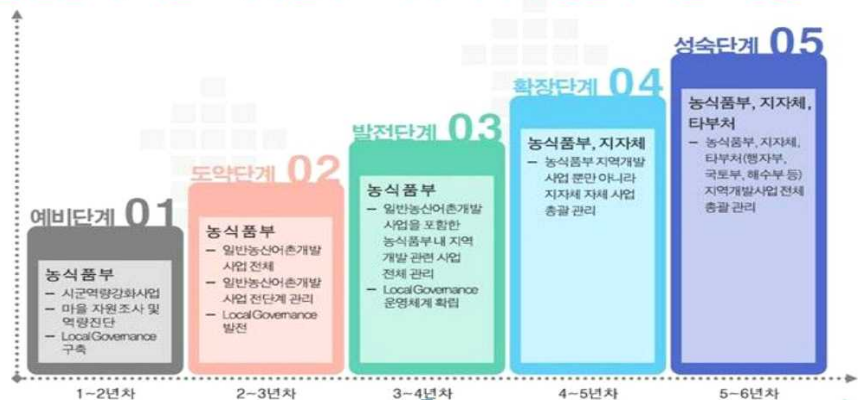 예비단계 01
농식품부
– 시군역량강화사업
– 마을 자원조사 및
역량진단
– Local Governance
구축
1~2년차
도약단계 02
농식품부
– 일반농산어촌개발
사업 전체
– 일반농산어촌개발
사업 전단계 관리
– Local Governance
발전
2~3년차
발전단계 03
농식품부
– 일반농산어촌개발
사업을 포함한
농식품부 내 지역
개발 관련 사업
전체 관리
– Local Governance
운영체계 확립
3~4년차
확장단계 04
농식품부, 지자체
– 농식품부 지역개발
사업 뿐만 아니라
지자체 자체 사업
총괄 관리
4~5년차
성숙단계 05
농식품부, 지자체,
타부처
– 농식품부, 지자체,
타부처(행자부,
국토부, 해수부 등)
지역개발사업 전체
총괄 관리
5~6년차